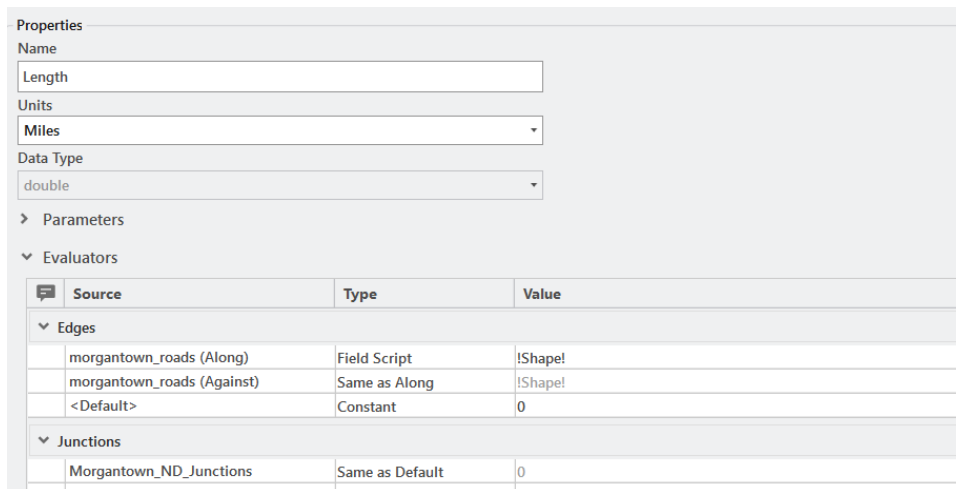 Properties
Name
Length
Units
Miles
Data Type
double
Parameters
Evaluators
Source Type Value
Edges
morgantown_roads (Along) Field Script !Shape!
morgantown_roads (Against) Same as Along !Shape!
<Default> Constant 0
Junctions
Morgantown_ND_Junctions Same as Default 0